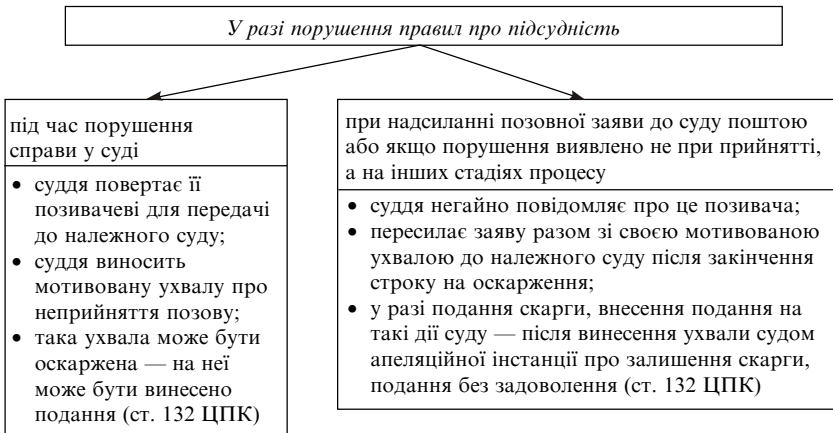 У разі порушення правил про підсудність
під час порушення
справи у суді
• суддя повертає її
позивачеві для передачі
до належного суду;
• суддя виносить
мотивовану ухвалу про
неприйняття позову;
• така ухвала може бути
оскаржена — на неї
може бути винесено
подання (ст. 132 ЦПК)
при надсиланні позовної заяви до суду поштою
або якщо порушення виявлено не при прийнятті,
а на інших стадіях процесу
• суддя негайно повідомляє про це позивача;
• пересилає заяву разом зі своєю мотивованою
ухвалою до належного суду після закінчення
строку на оскарження;
• у разі подання скарги, внесення подання на
такі дії суду — після винесення ухвали судом
апеляційної інстанції про залишення скарги,
подання без задоволення (ст. 132 ЦПК)